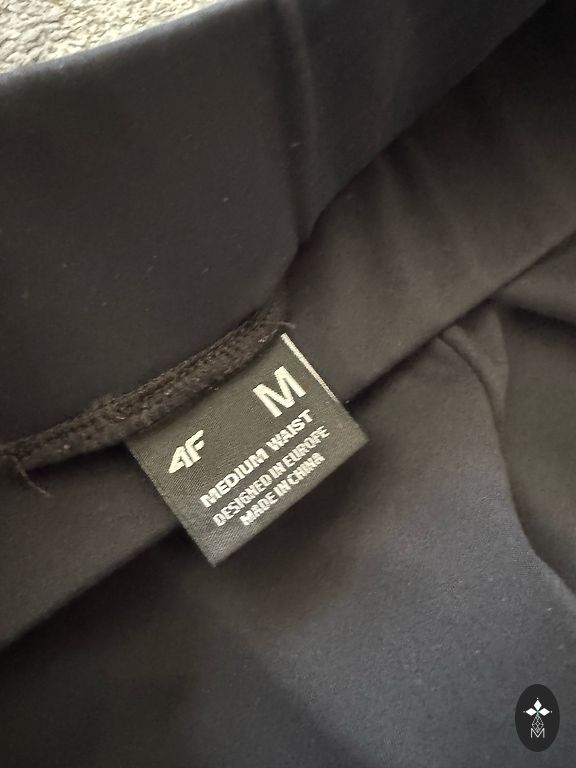 M
4F
MEDIUM WAIST
DESIGNED IN EUROPE
MADE IN CHINA
M